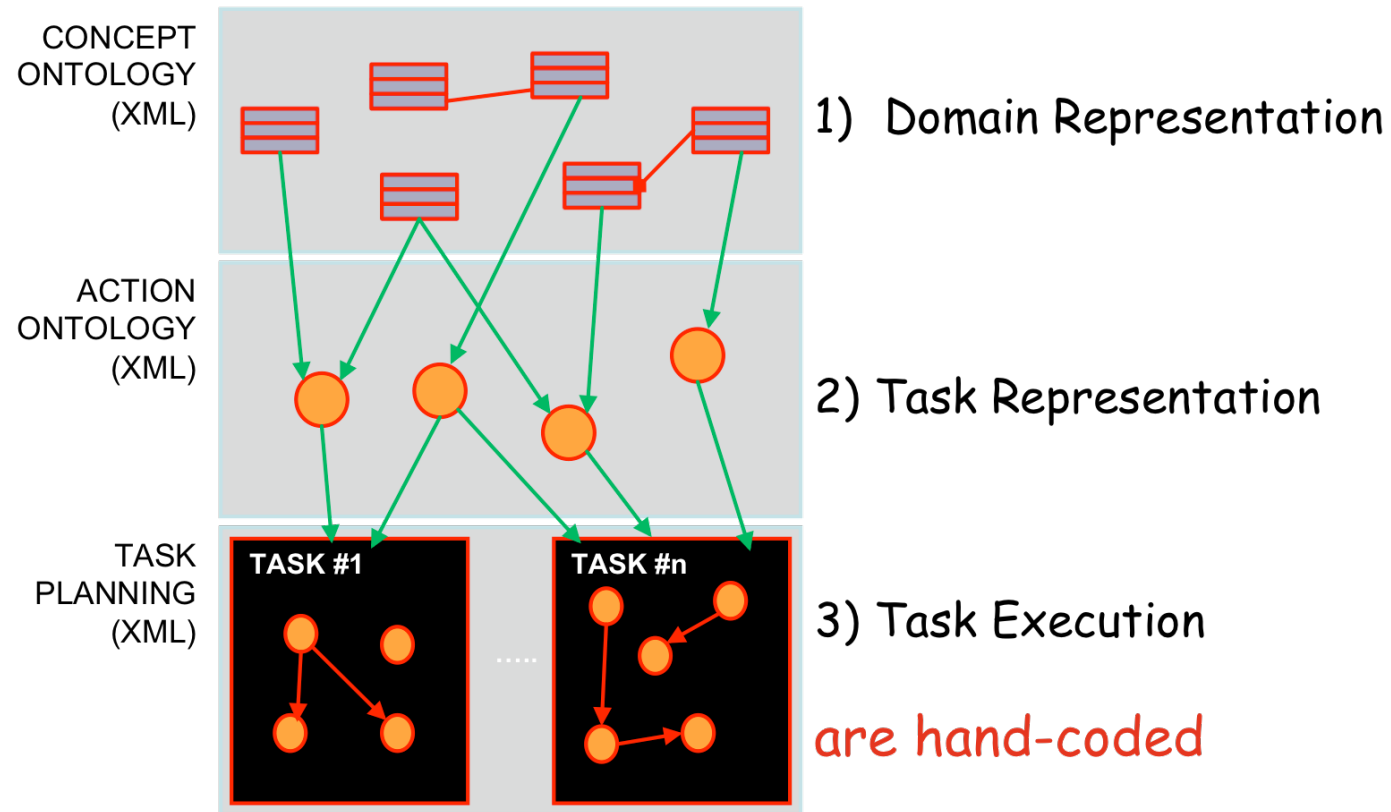 CONCEPT
ONTOLOGY
(XML)
1) Domain Representation
ACTION
ONTOLOGY
(XML)
2) Task Representation
TASK
PLANNING
(XML)
TASK #1
.....
TASK #n
3) Task Execution
are hand-coded